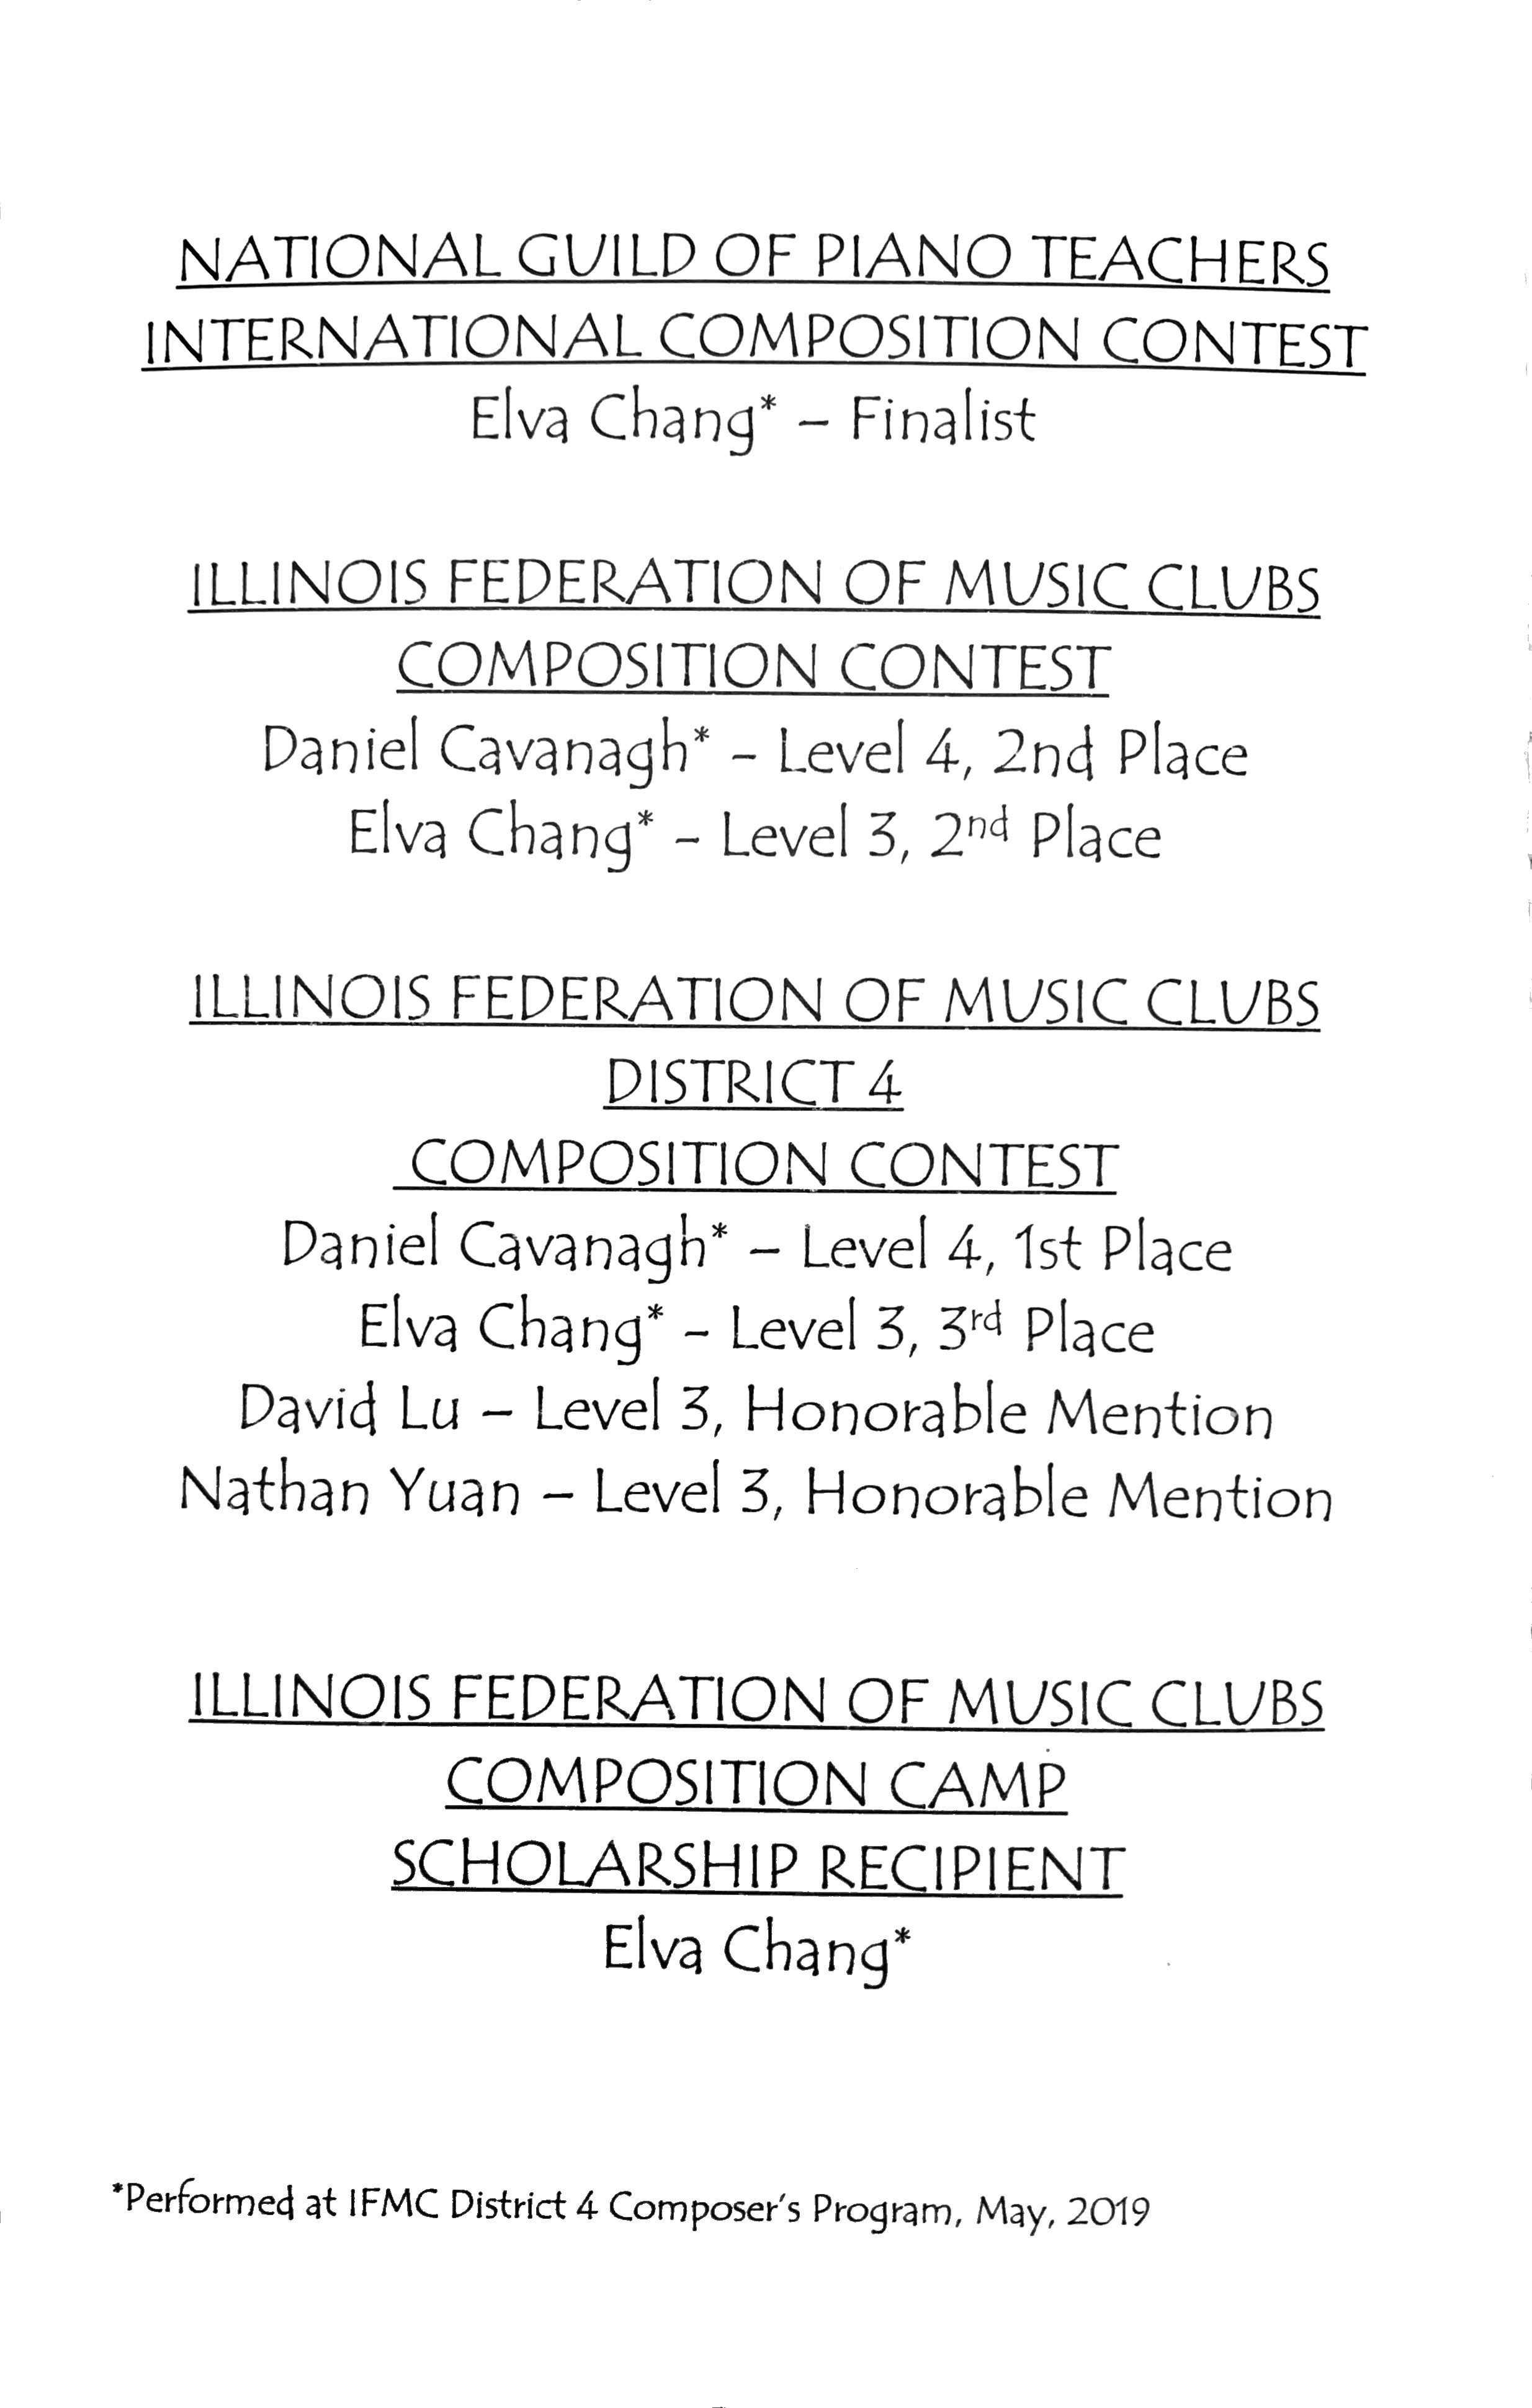 NATIONAL GUILD OF PIANO TEACHERS
INTERNATIONAL COMPOSITION CONTEST
Elva Chang* – Finalist
ILLINOIS FEDERATION OF MUSIC CLUBS
COMPOSITION CONTEST
Daniel Cavanagh* – Level 4, 2nd Place
Elva Chang* – Level 3, 2nd Place
ILLINOIS FEDERATION OF MUSIC CLUBS
DISTRICT 4
COMPOSITION CONTEST
Daniel Cavanagh* – Level 4, 1st Place
Elva Chang* – Level 3, 3rd Place
David Lu – Level 3, Honorable Mention
Nathan Yuan – Level 3, Honorable Mention
ILLINOIS FEDERATION OF MUSIC CLUBS
COMPOSITION CAMP
SCHOLARSHIP RECIPIENT
Elva Chang*
*Performed at IFMC District 4 Composer's Program, May, 2019